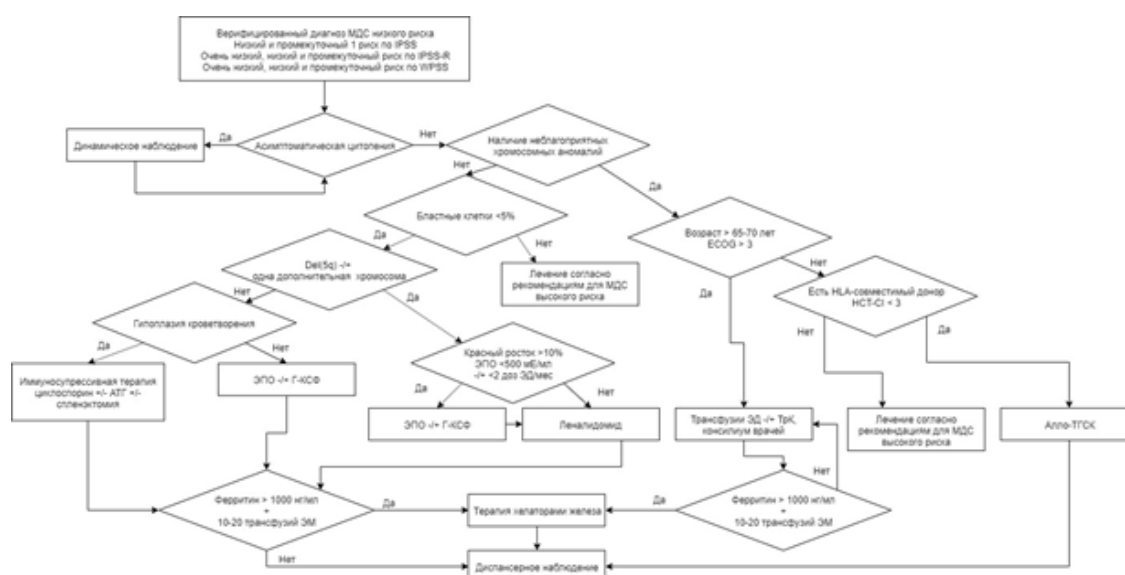 Верифицированный диагноз МДС низкого риска
Низкий и промежуточный 1 риск по IPSS
Очень низкий, низкий и промежуточный риск по IPSS-R
Очень низкий, низкий и промежуточный риск по WPSS
Да
Нет
Динамическое наблюдение
Асимптоматическая цитопения
Наличие неблагоприятных
хромосомных аномалий
Нет
Да
Бластные клетки <5%
Возраст > 65-70 лет
ECOG > 3
Да
Нет
Нет
Del(5q) -/+
одна дополнительная хромосома
Лечение согласно
рекомендациям для МДС
высокого риска
Да
Есть HLA-совместимый донор
HCT-CI < 3
Нет
Да
Гипоплазия кроветворения
Нет
Да
Да
Нет
Красный росток >10%
ЭПО <500 мЕ/мл
-/+ <2 доз ЭД/мес
Иммуносупрессивная терапия
циклоспорин +/- АТГ +/-
спленэктомия
ЭПО -/+ Г-КСФ
Да
Нет
ЭПО -/+ Г-КСФ
Леналидомид
Трансфузии ЭД -/+ ТрК,
консилиум врачей
Лечение согласно
рекомендациям для МДС
высокого риска
Алло-ТГСК
Нет
Ферритин > 1000 нг/мл
+
10-20 трансфузий ЭМ
Да
Терапия хелаторами железа
Да
Ферритин > 1000 нг/мл
+
10-20 трансфузий ЭМ
Нет
Диспансерное наблюдение